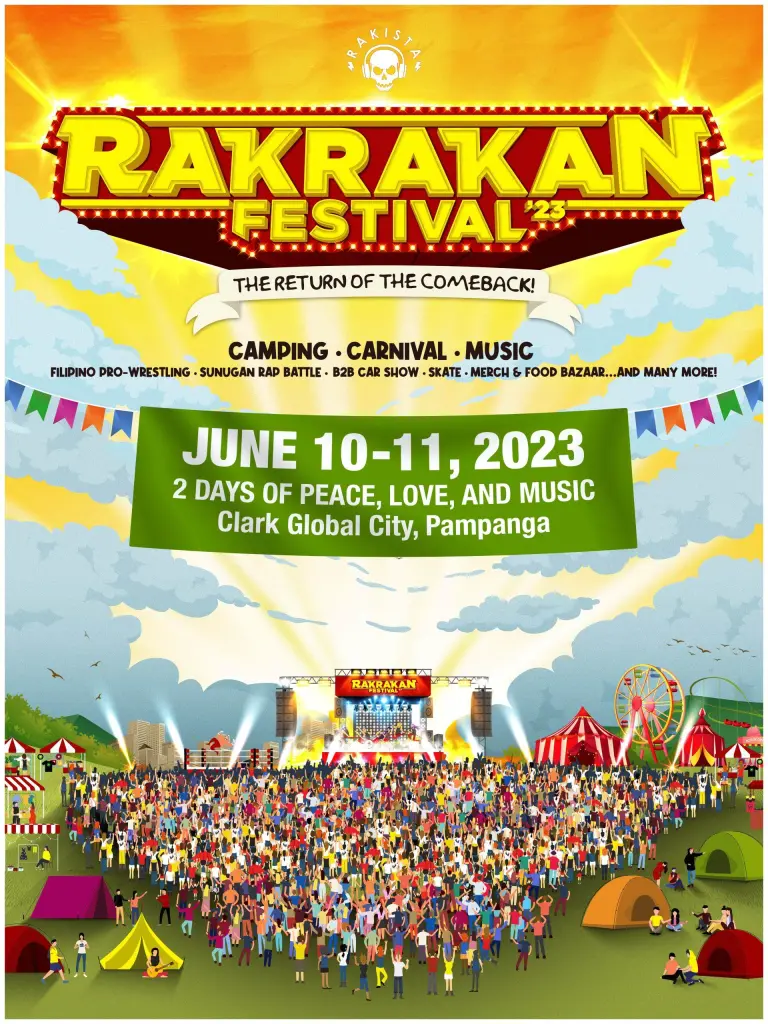 RAKISTA
RAKRAKAN
FESTIVAL '23
THE RETURN OF THE COMEBACK!
CAMPING · CARNIVAL · MUSIC
FILIPINO PRO-WRESTLING · SUNUGAN RAP BATTLE · B2B CAR SHOW · SKATE · MERCH & FOOD BAZAAR...AND MANY MORE!
JUNE 10-11, 2023
2 DAYS OF PEACE, LOVE, AND MUSIC
Clark Global City, Pampanga
RAKRAKAN
FESTIVAL